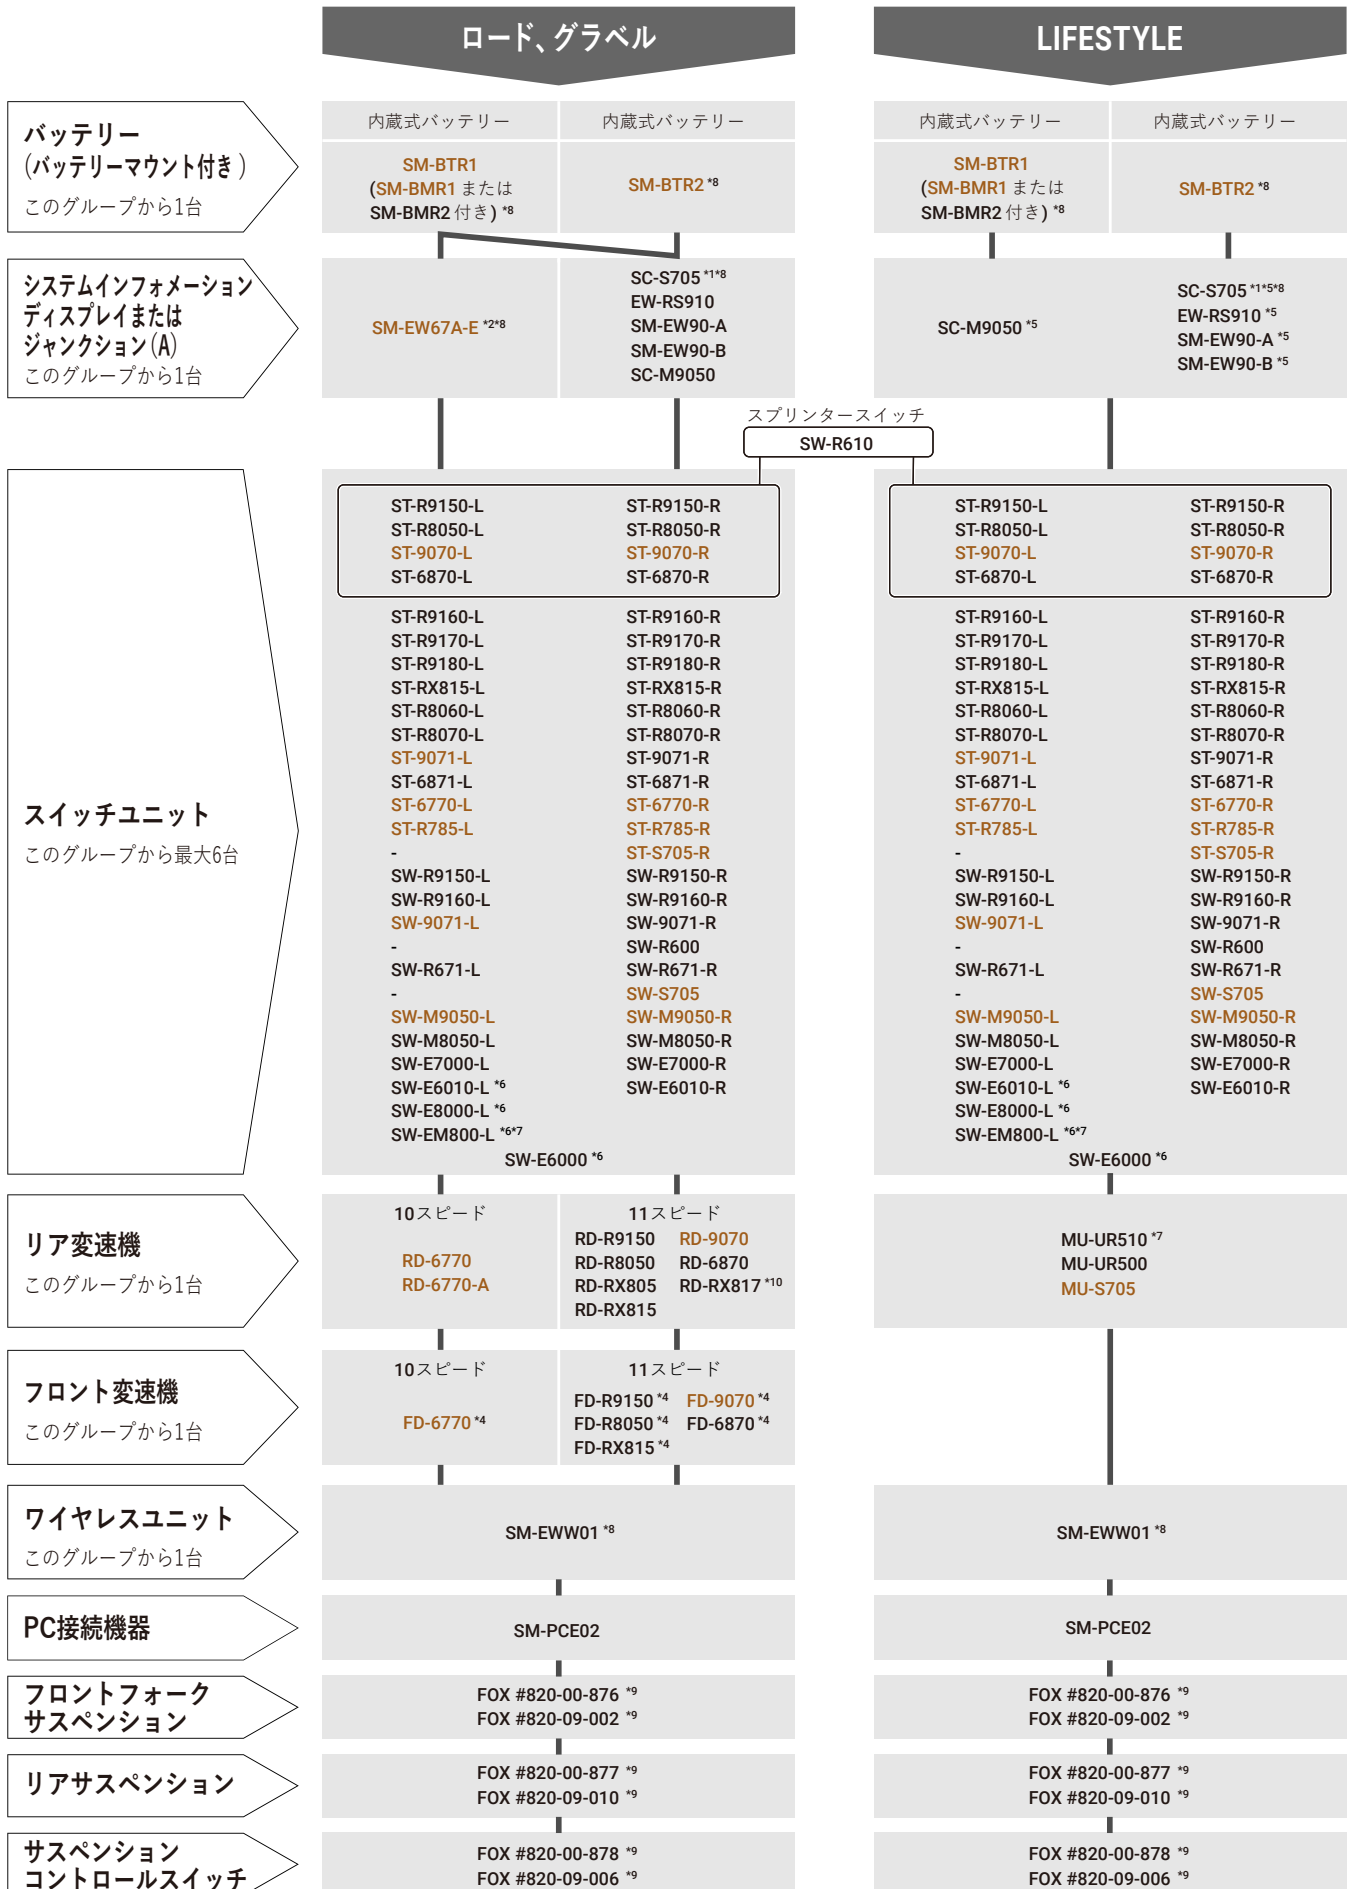 ロード、グラベル
LIFESTYLE
バッテリー
(バッテリーマウント付き)
このグループから1台
内蔵式バッテリー
内蔵式バッテリー
SM-BTR1
(SM-BMR1 または
SM-BMR2 付き) *8
SM-BTR2 *8
内蔵式バッテリー
内蔵式バッテリー
SM-BTR1
(SM-BMR1 または
SM-BMR2 付き) *8
SM-BTR2 *8
システムインフォメーション
ディスプレイまたは
ジャンクション(A)
このグループから1台
SM-EW67A-E *2*8
SC-S705 *1*8
EW-RS910
SM-EW90-A
SM-EW90-B
SC-M9050
SC-M9050 *5
SC-S705 *1*5*8
EW-RS910 *5
SM-EW90-A *5
SM-EW90-B *5
スプリンタースイッチ
SW-R610
スイッチユニット
このグループから最大6台
ST-R9150-L ST-R9150-R
ST-R8050-L ST-R8050-R
ST-9070-L ST-9070-R
ST-6870-L ST-6870-R
ST-R9160-L ST-R9160-R
ST-R9170-L ST-R9170-R
ST-R9180-L ST-R9180-R
ST-RX815-L ST-RX815-R
ST-R8060-L ST-R8060-R
ST-R8070-L ST-R8070-R
ST-9071-L ST-9071-R
ST-6871-L ST-6871-R
ST-6770-L ST-6770-R
ST-R785-L ST-R785-R
- ST-S705-R
SW-R9150-L SW-R9150-R
SW-R9160-L SW-R9160-R
SW-9071-L SW-9071-R
- SW-R600
SW-R671-L SW-R671-R
- SW-S705
SW-M9050-L SW-M9050-R
SW-M8050-L SW-M8050-R
SW-E7000-L SW-E7000-R
SW-E6010-L *6 SW-E6010-R
SW-E8000-L *6
SW-EM800-L *6*7
SW-E6000 *6
ST-R9150-L ST-R9150-R
ST-R8050-L ST-R8050-R
ST-9070-L ST-9070-R
ST-6870-L ST-6870-R
ST-R9160-L ST-R9160-R
ST-R9170-L ST-R9170-R
ST-R9180-L ST-R9180-R
ST-RX815-L ST-RX815-R
ST-R8060-L ST-R8060-R
ST-R8070-L ST-R8070-R
ST-9071-L ST-9071-R
ST-6871-L ST-6871-R
ST-6770-L ST-6770-R
ST-R785-L ST-R785-R
- ST-S705-R
SW-R9150-L SW-R9150-R
SW-R9160-L SW-R9160-R
SW-9071-L SW-9071-R
- SW-R600
SW-R671-L SW-R671-R
- SW-S705
SW-M9050-L SW-M9050-R
SW-M8050-L SW-M8050-R
SW-E7000-L SW-E7000-R
SW-E6010-L *6 SW-E6010-R
SW-E8000-L *6
SW-EM800-L *6*7
SW-E6000 *6
リア変速機
このグループから1台
10スピード
RD-6770
RD-6770-A
11スピード
RD-R9150 RD-9070
RD-R8050 RD-6870
RD-RX805 RD-RX817 *10
RD-RX815
MU-UR510 *7
MU-UR500
MU-S705
フロント変速機
このグループから1台
10スピード
FD-6770 *4
11スピード
FD-R9150 *4 FD-9070 *4
FD-R8050 *4 FD-6870 *4
FD-RX815 *4
ワイヤレスユニット
このグループから1台
SM-EWW01 *8
SM-EWW01 *8
PC接続機器
SM-PCE02
SM-PCE02
フロントフォーク
サスペンション
FOX #820-00-876 *9
FOX #820-09-002 *9
FOX #820-00-876 *9
FOX #820-09-002 *9
リアサスペンション
FOX #820-00-877 *9
FOX #820-09-010 *9
FOX #820-00-877 *9
FOX #820-09-010 *9
サスペンション
コントロールスイッチ
FOX #820-00-878 *9
FOX #820-09-006 *9
FOX #820-00-878 *9
FOX #820-09-006 *9